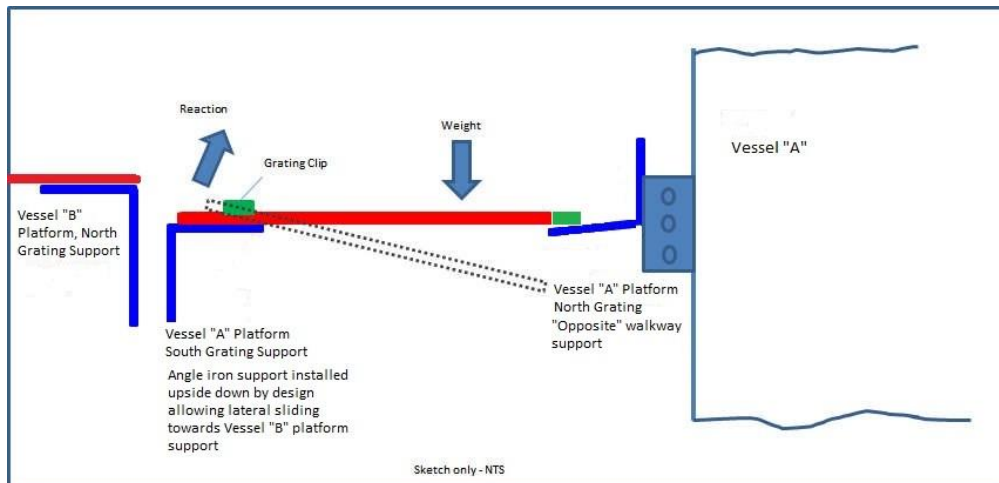 Reaction
Weight
Grating Clip
Vessel "A"
Vessel "B"
Platform, North
Grating Support
Vessel "A" Platform
North Grating
"Opposite" walkway
support
Vessel "A" Platform
South Grating Support
Angle iron support installed
upside down by design
allowing lateral sliding
towards Vessel "B" platform
support
Sketch only - NTS